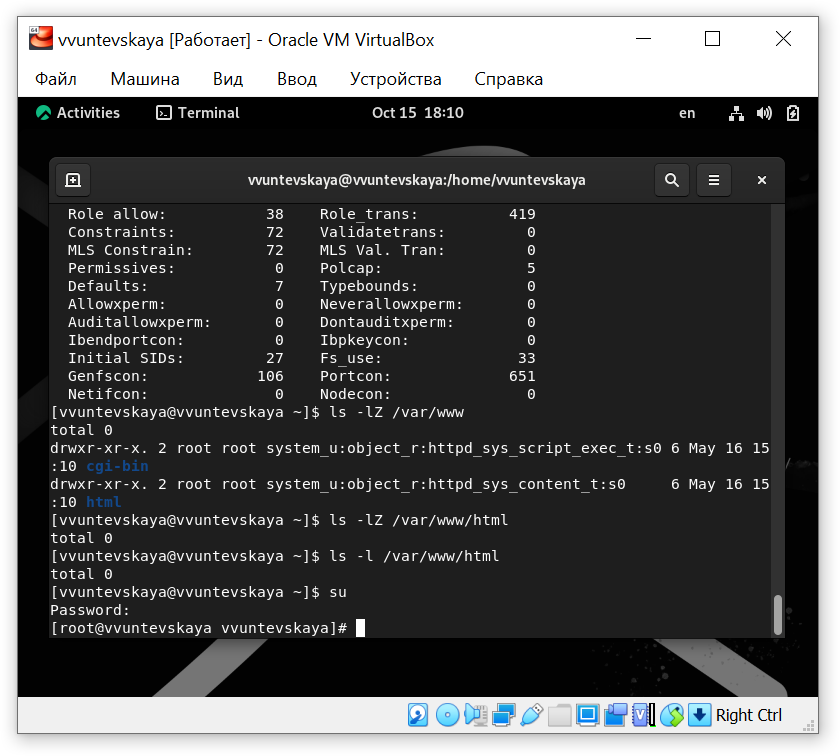 64
vvuntevskaya [Работает] - Oracle VM VirtualBox
Файл Машина Вид Ввод Устройства Справка
Activities Terminal Oct 15 18:10 en
vvuntevskaya@vvuntevskaya:/home/vvuntevskaya
Role allow: 38 Role_trans: 419
Constraints: 72 Validatetrans: 0
MLS Constrain: 72 MLS Val. Tran: 0
Permissives: 0 Polcap: 5
Defaults: 7 Typebounds: 0
Allowxperm: 0 Neverallowxperm: 0
Auditallowxperm: 0 Dontauditxperm: 0
Ibendportcon: 0 Ibpkeycon: 0
Initial SIDs: 27 Fs_use: 33
Genfscon: 106 Portcon: 651
Netifcon: 0 Nodecon: 0
[vvuntevskaya@vvuntevskaya ~]$ ls -lZ /var/www
total 0
drwxr-xr-x. 2 root root system_u:object_r:httpd_sys_script_exec_t:s0 6 May 16 15
:10 cgi-bin
drwxr-xr-x. 2 root root system_u:object_r:httpd_sys_content_t:s0 6 May 16 15
:10 html
[vvuntevskaya@vvuntevskaya ~]$ ls -lZ /var/www/html
total 0
[vvuntevskaya@vvuntevskaya ~]$ ls -l /var/www/html
total 0
[vvuntevskaya@vvuntevskaya ~]$ su
Password:
[root@vvuntevskaya vvuntevskaya]#
Right Ctrl